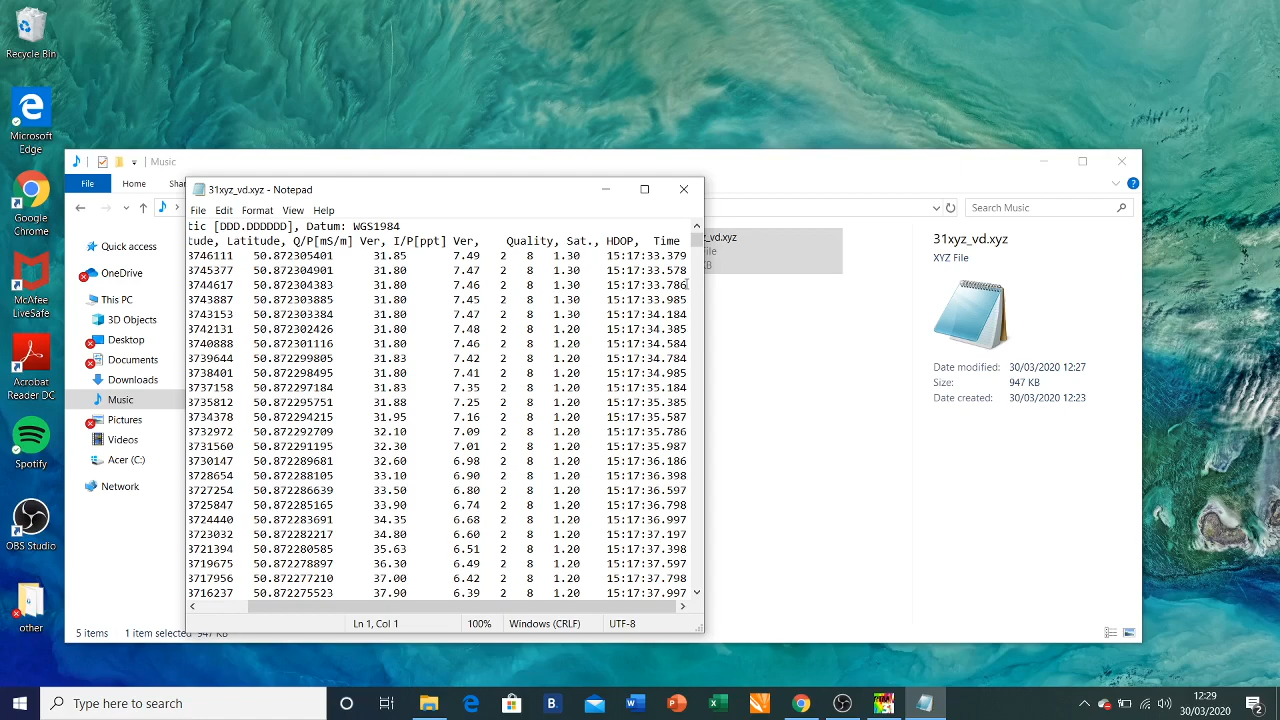 Recycle Bin
Microsoft
Edge
Google
Chrome
McAfee
LiveSafe
Acrobat
Reader DC
Spotify
OBS Studio
other
Music
File
Home
Shar
Search Music
Quick access
OneDrive
This PC
3D Objects
Desktop
Documents
Downloads
Music
Pictures
Videos
Acer (C:)
Network
5 items
1 item selected 947 KB
z_vd.xyz
File
KB
31xyz_vd.xyz
XYZ File
Date modified: 30/03/2020 12:27
Size: 947 KB
Date created: 30/03/2020 12:23
31xyz_vd.xyz - Notepad
File Edit Format View Help
tic [DDD.DDDDDD], Datum: WGS1984
tude, Latitude, Q/P[mS/m] Ver, I/P[ppt] Ver, Quality, Sat., HDOP, Time
3746111 50.872305401 31.85 7.49 2 8 1.30 15:17:33.379
3745377 50.872304901 31.80 7.47 2 8 1.30 15:17:33.578
3744617 50.872304383 31.80 7.46 2 8 1.30 15:17:33.786
3743887 50.872303885 31.80 7.45 2 8 1.30 15:17:33.985
3743153 50.872303384 31.80 7.47 2 8 1.30 15:17:34.184
3742131 50.872302426 31.80 7.48 2 8 1.20 15:17:34.385
3740888 50.872301116 31.80 7.46 2 8 1.20 15:17:34.584
3739644 50.872299805 31.83 7.42 2 8 1.20 15:17:34.784
3738401 50.872298495 31.80 7.41 2 8 1.20 15:17:34.985
3737158 50.872297184 31.83 7.35 2 8 1.20 15:17:35.184
3735812 50.872295751 31.88 7.25 2 8 1.20 15:17:35.385
3734378 50.872294215 31.95 7.16 2 8 1.20 15:17:35.587
3732972 50.872292709 32.10 7.09 2 8 1.20 15:17:35.786
3731560 50.872291195 32.30 7.01 2 8 1.20 15:17:35.987
3730147 50.872289681 32.60 6.98 2 8 1.20 15:17:36.186
3728654 50.872288105 33.10 6.90 2 8 1.20 15:17:36.398
3727254 50.872286639 33.50 6.80 2 8 1.20 15:17:36.597
3725847 50.872285165 33.90 6.74 2 8 1.20 15:17:36.798
3724440 50.872283691 34.35 6.68 2 8 1.20 15:17:36.997
3723032 50.872282217 34.80 6.60 2 8 1.20 15:17:37.197
3721394 50.872280585 35.63 6.51 2 8 1.20 15:17:37.398
3719675 50.872278897 36.30 6.49 2 8 1.20 15:17:37.597
3717956 50.872277210 37.00 6.42 2 8 1.20 15:17:37.798
3716237 50.872275523 37.90 6.39 2 8 1.20 15:17:37.997
Ln 1, Col 1 100% Windows (CRLF) UTF-8
Type here to search
12:29
30/03/2020
2